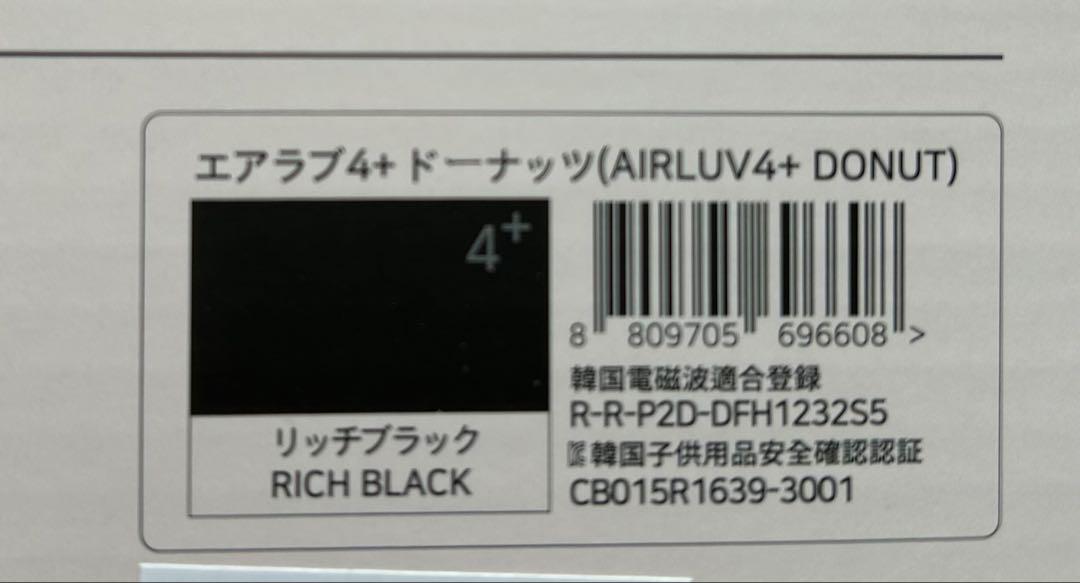 エアラブ4+ ドーナッツ(AIRLUV4+ DONUT)
4+
リッチブラック
RICH BLACK
8 809705 696608 >
韓国電磁波適合登録
R-R-P2D-DFH1232S5
韓国子供用品安全確認認証
CB015R1639-3001